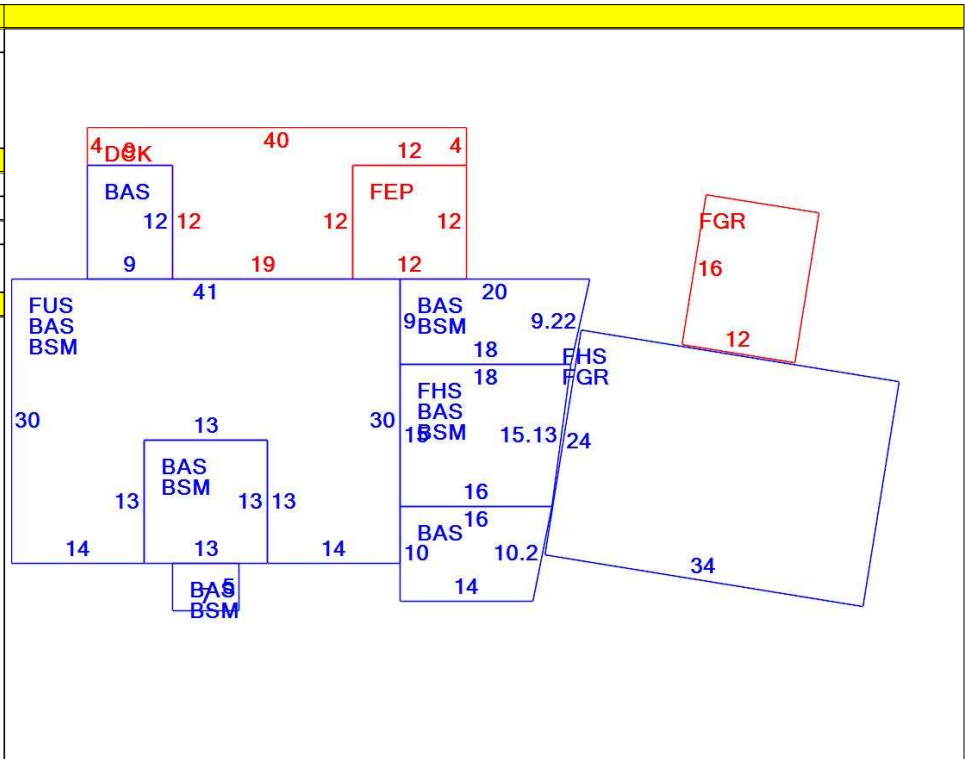 40
4 9 12 4
DCK
BAS
FEP
12 12 12 12
9 19 12
FGR
16
12
41
FUS
BAS
BSM
20
BAS
BSM
9 9.22
18
18
FHS
FGR
FHS
BAS
BSM
30 30 15 15.13 24
13
BAS
BSM
13 13 13
16
16
BAS
10 10.2
14 13 14
14
34
BAS
BSM
7 5